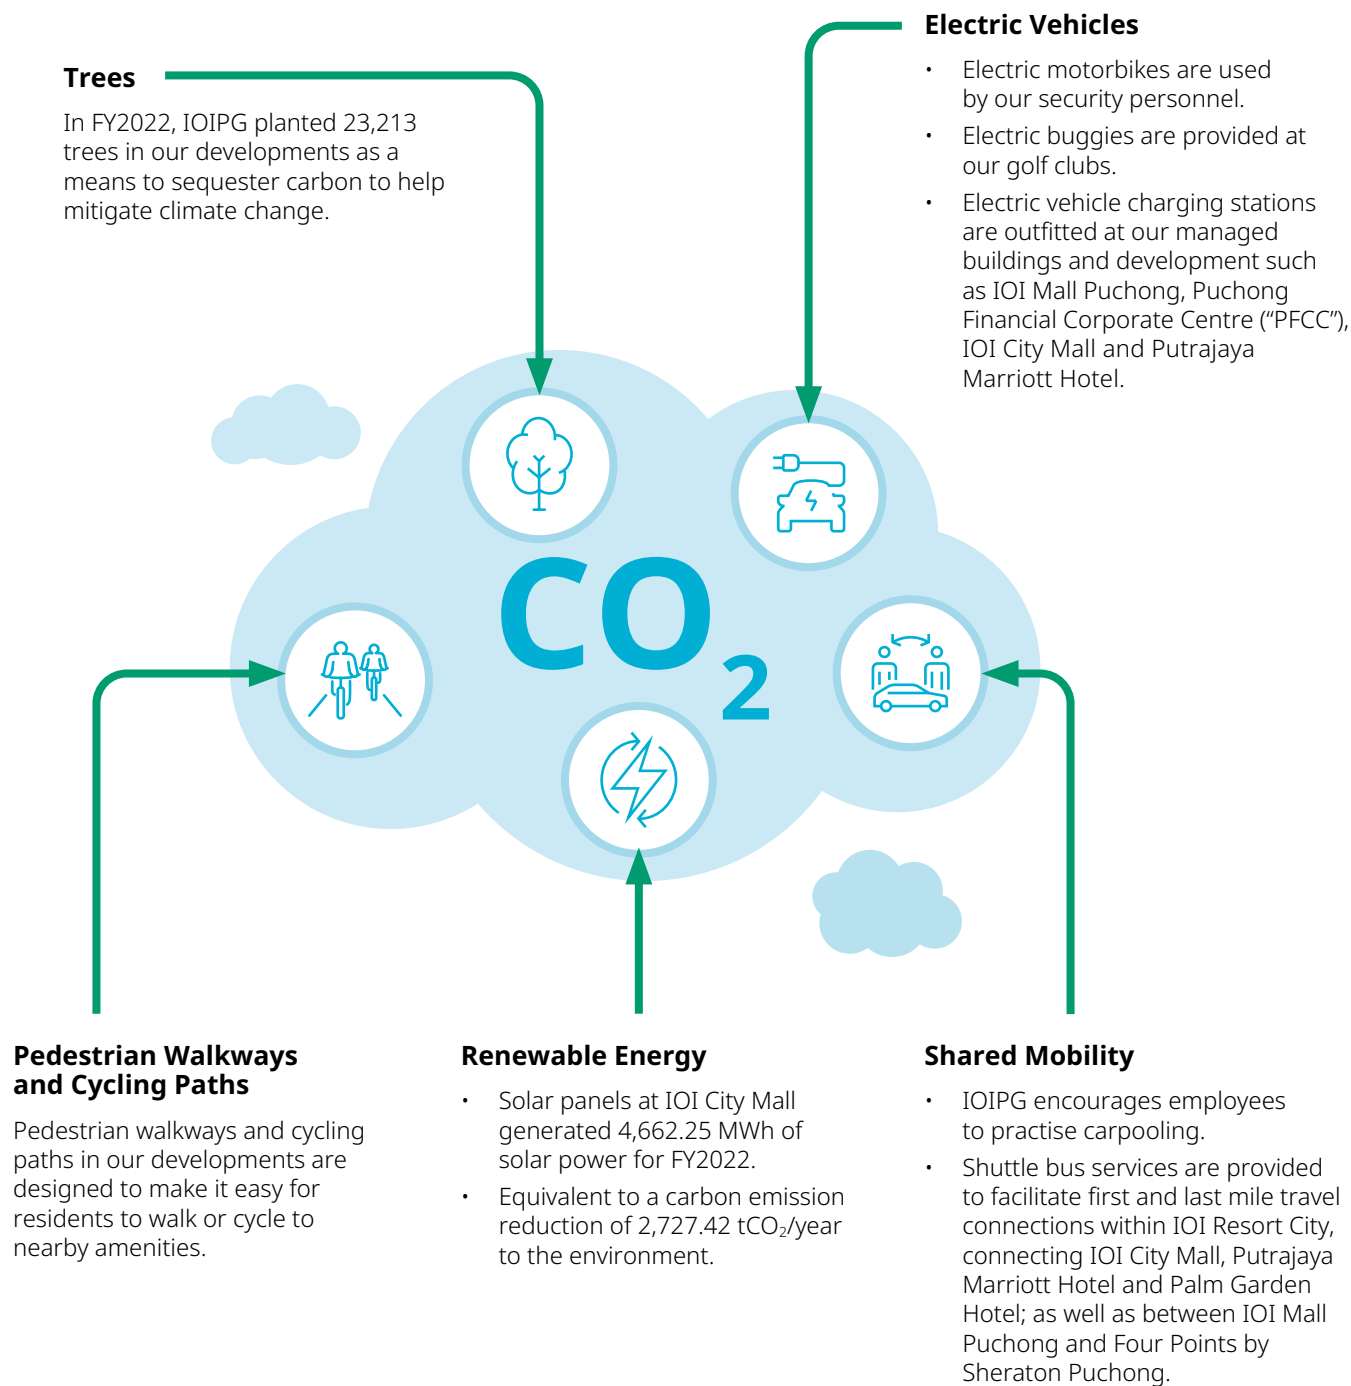 Trees
In FY2022, IOIPG planted 23,213
trees in our developments as a
means to sequester carbon to help
mitigate climate change.
Electric Vehicles
• Electric motorbikes are used
by our security personnel.
• Electric buggies are provided at
our golf clubs.
• Electric vehicle charging stations
are outfitted at our managed
buildings and development such
as IOI Mall Puchong, Puchong
Financial Corporate Centre (“PFCC”),
IOI City Mall and Putrajaya
Marriott Hotel.
CO₂
Pedestrian Walkways
and Cycling Paths
Pedestrian walkways and cycling
paths in our developments are
designed to make it easy for
residents to walk or cycle to
nearby amenities.
Renewable Energy
• Solar panels at IOI City Mall
generated 4,662.25 MWh of
solar power for FY2022.
• Equivalent to a carbon emission
reduction of 2,727.42 tCO₂/year
to the environment.
Shared Mobility
• IOIPG encourages employees
to practise carpooling.
• Shuttle bus services are provided
to facilitate first and last mile travel
connections within IOI Resort City,
connecting IOI City Mall, Putrajaya
Marriott Hotel and Palm Garden
Hotel; as well as between IOI Mall
Puchong and Four Points by
Sheraton Puchong.